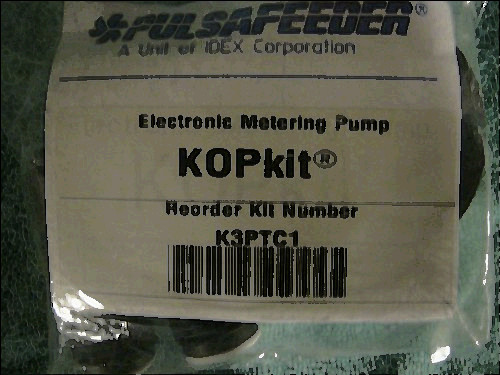 PULSAFEEDER®
A Unit of IDEX Corporation
Electronic Metering Pump
KOPkit®
Reorder Kit Number
K3PTC1